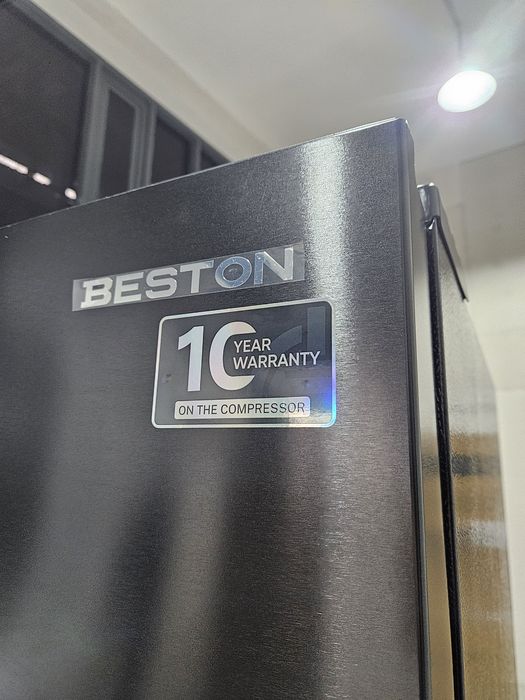 BESTON
10 YEAR
WARRANTY
ON THE COMPRESSOR